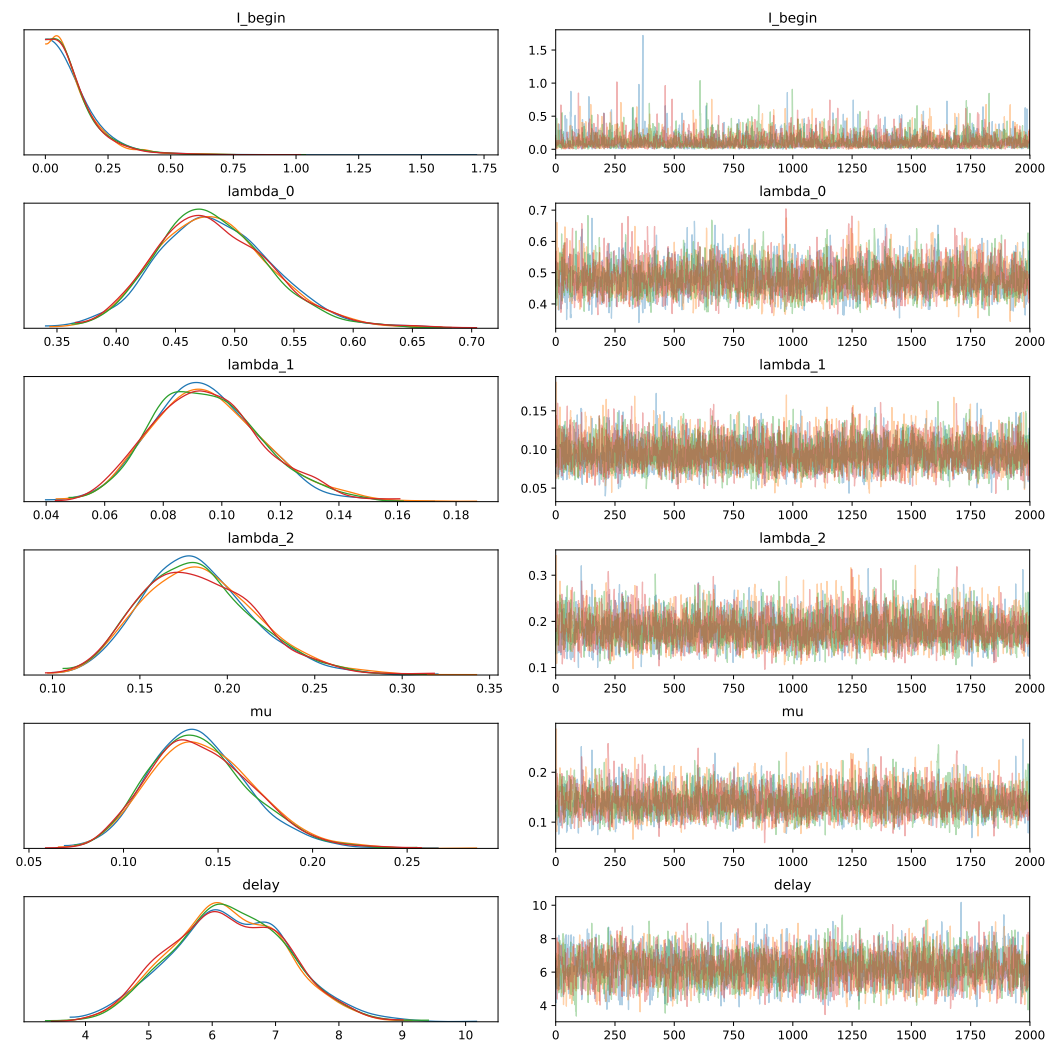 I_begin I_begin
1.5
1.0
0.5
0.0
0.00 0.25 0.50 0.75 1.00 1.25 1.50 1.75 0 250 500 750 1000 1250 1500 1750 2000
lambda_0 lambda_0
0.7
0.6
0.5
0.4
0.35 0.40 0.45 0.50 0.55 0.60 0.65 0.70 0 250 500 750 1000 1250 1500 1750 2000
lambda_1 lambda_1
0.15
0.10
0.05
0.04 0.06 0.08 0.10 0.12 0.14 0.16 0.18 0 250 500 750 1000 1250 1500 1750 2000
lambda_2 lambda_2
0.3
0.2
0.1
0.10 0.15 0.20 0.25 0.30 0.35 0 250 500 750 1000 1250 1500 1750 2000
mu mu
0.2
0.1
0.05 0.10 0.15 0.20 0.25 0 250 500 750 1000 1250 1500 1750 2000
delay delay
10
8
6
4
4 5 6 7 8 9 10 0 250 500 750 1000 1250 1500 1750 2000